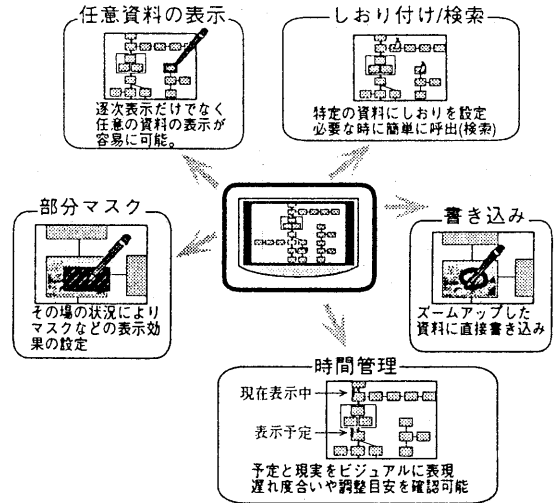 任意資料の表示
逐次表示だけでなく
任意の資料の表示が
容易に可能。
しおり付け/検索
特定の資料にしおりを設定
必要な時に簡単に呼出(検索)
部分マスク
その場の状況により
マスクなどの表示効
果の設定
書き込み
ズームアップした
資料に直接書き込み
時間管理
現在表示中
表示予定
予定と現実をビジュアルに表現
遅れ度合いや調整目安を確認可能